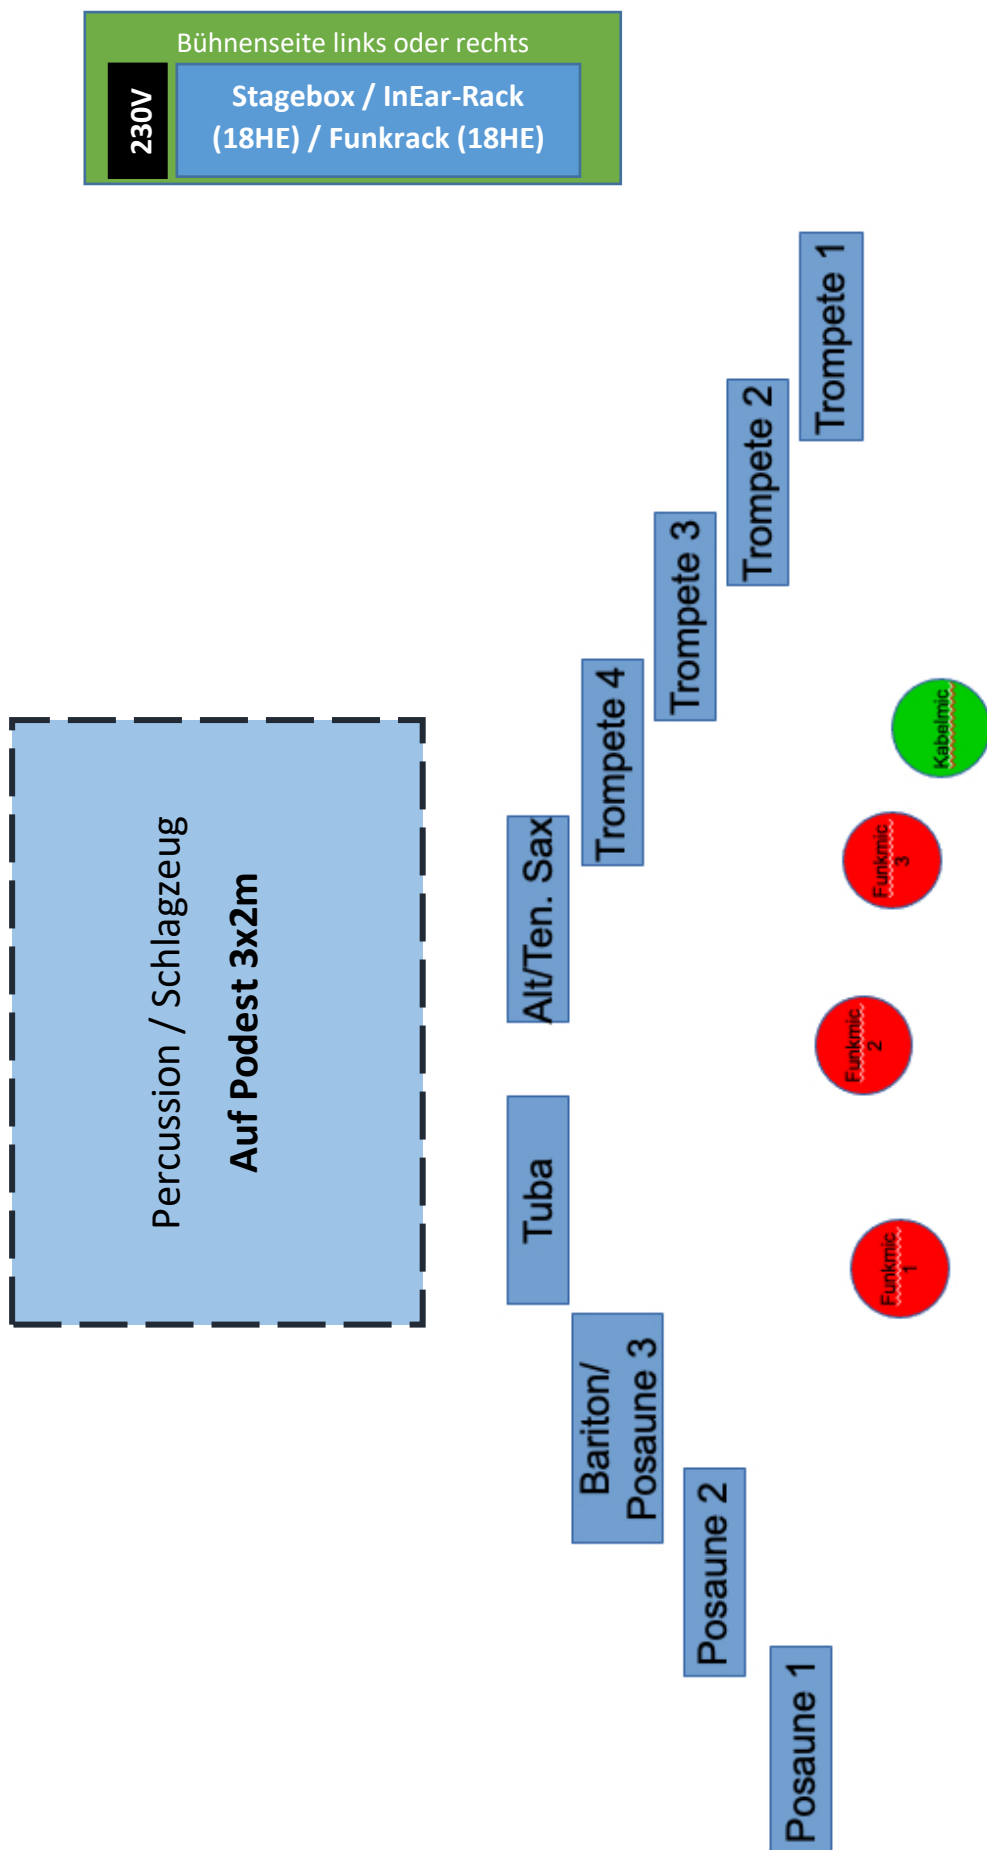 Bühnenseite links oder rechts
230V
Stagebox / InEar-Rack
(18HE) / Funkrack (18HE)
Percussion / Schlagzeug
Auf Podest 3x2m
Posaune 1
Posaune 2
Bariton/
Posaune 3
Tuba
Alt/Ten. Sax
Trompete 4
Trompete 3
Trompete 2
Trompete 1
Funkmic
1
Funkmic
2
Funkmic
3
Kabelmic